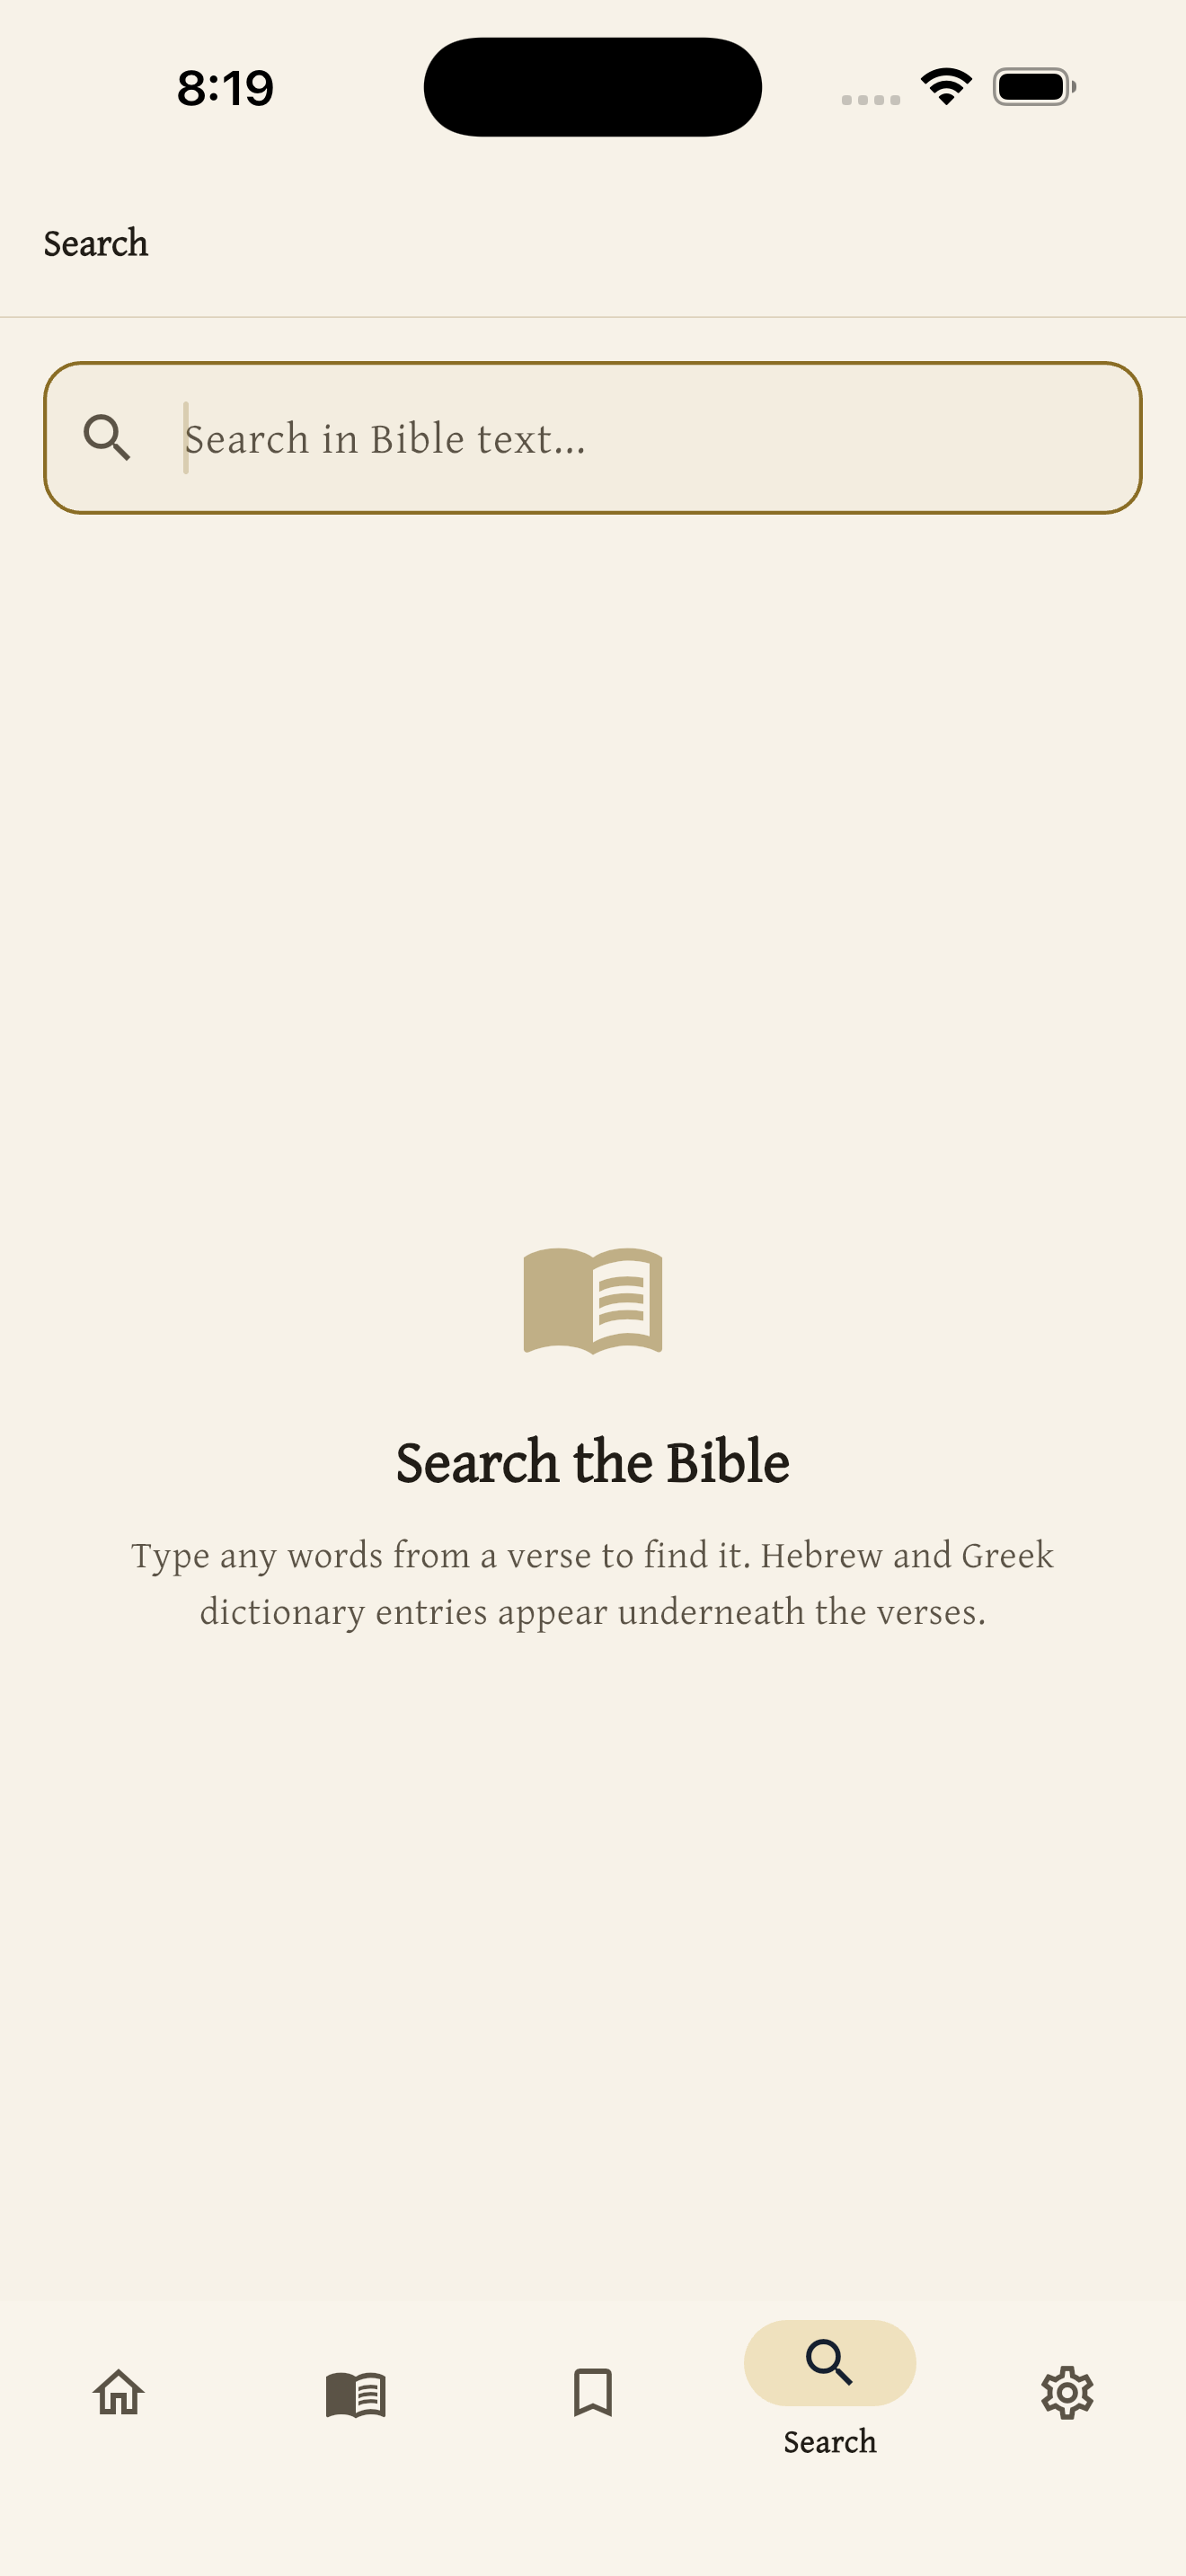 8:19
Search
Search in Bible text...
Search the Bible
Type any words from a verse to find it. Hebrew and Greek
dictionary entries appear underneath the verses.
Search